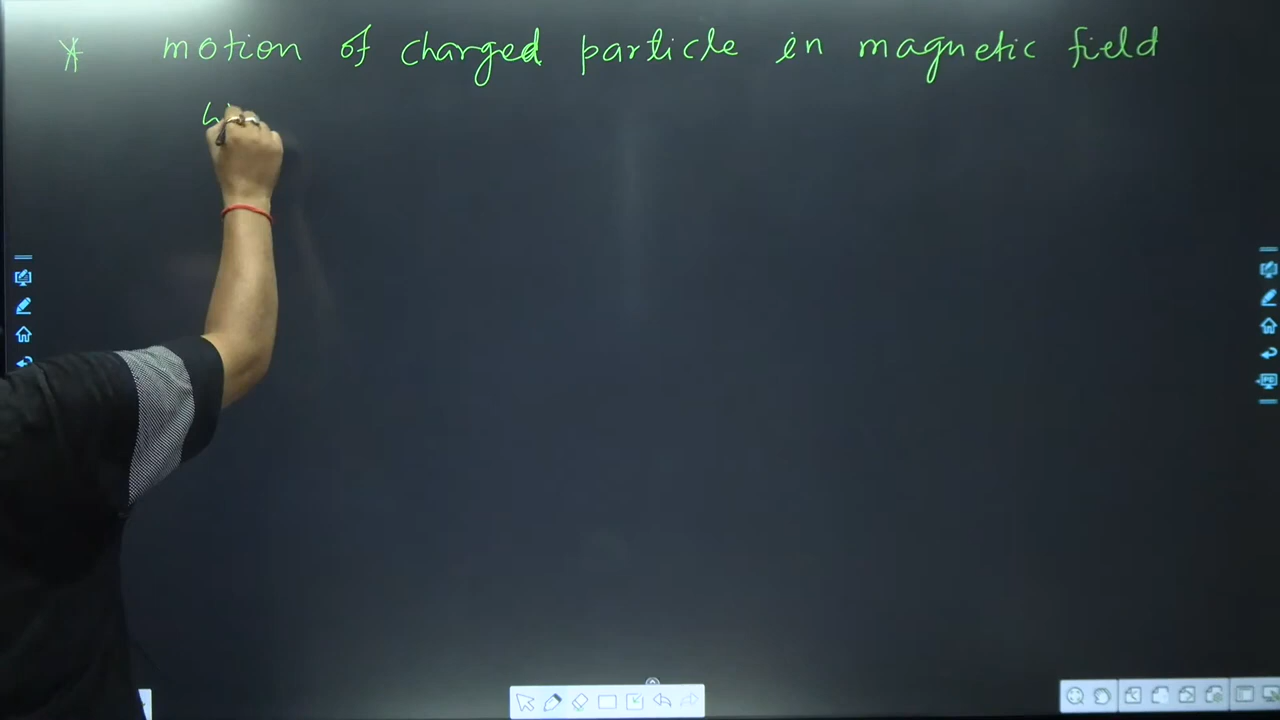 * motion of charged particle in magnetic field